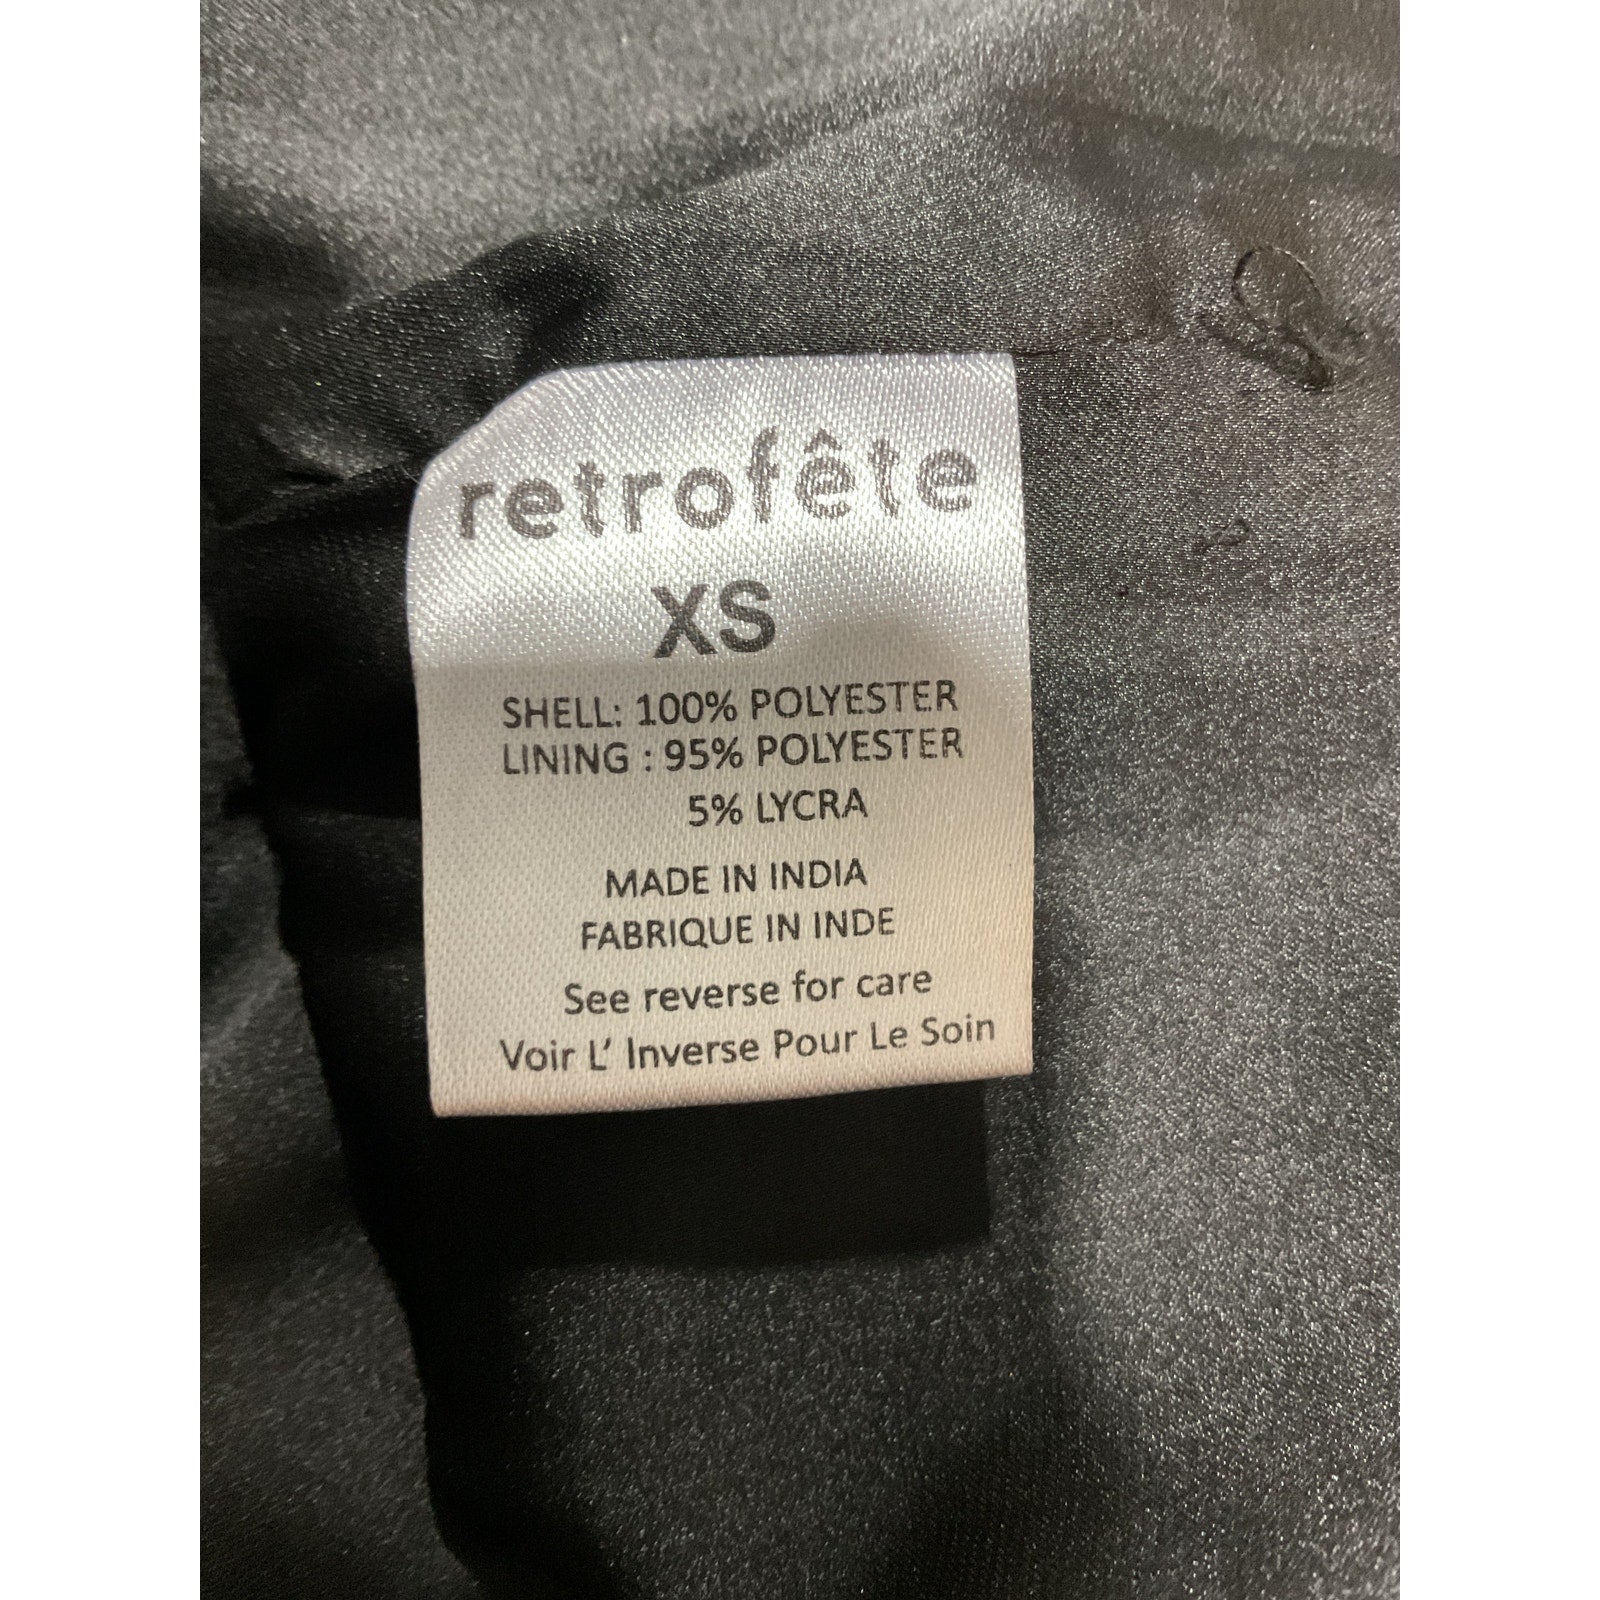 retrofête
XS
SHELL: 100% POLYESTER
LINING : 95% POLYESTER
5% LYCRA
MADE IN INDIA
FABRIQUE IN INDE
See reverse for care
Voir L' Inverse Pour Le Soin